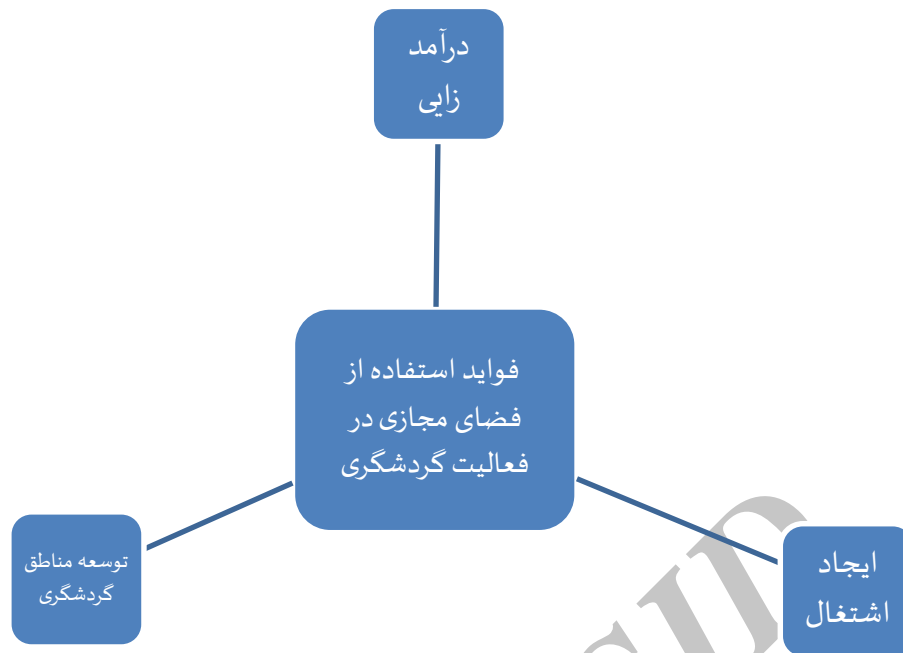 درآمد
زایی
فواید استفاده از
فضای مجازی در
فعالیت گردشگری
توسعه مناطق
گردشگری
ایجاد
اشتغال